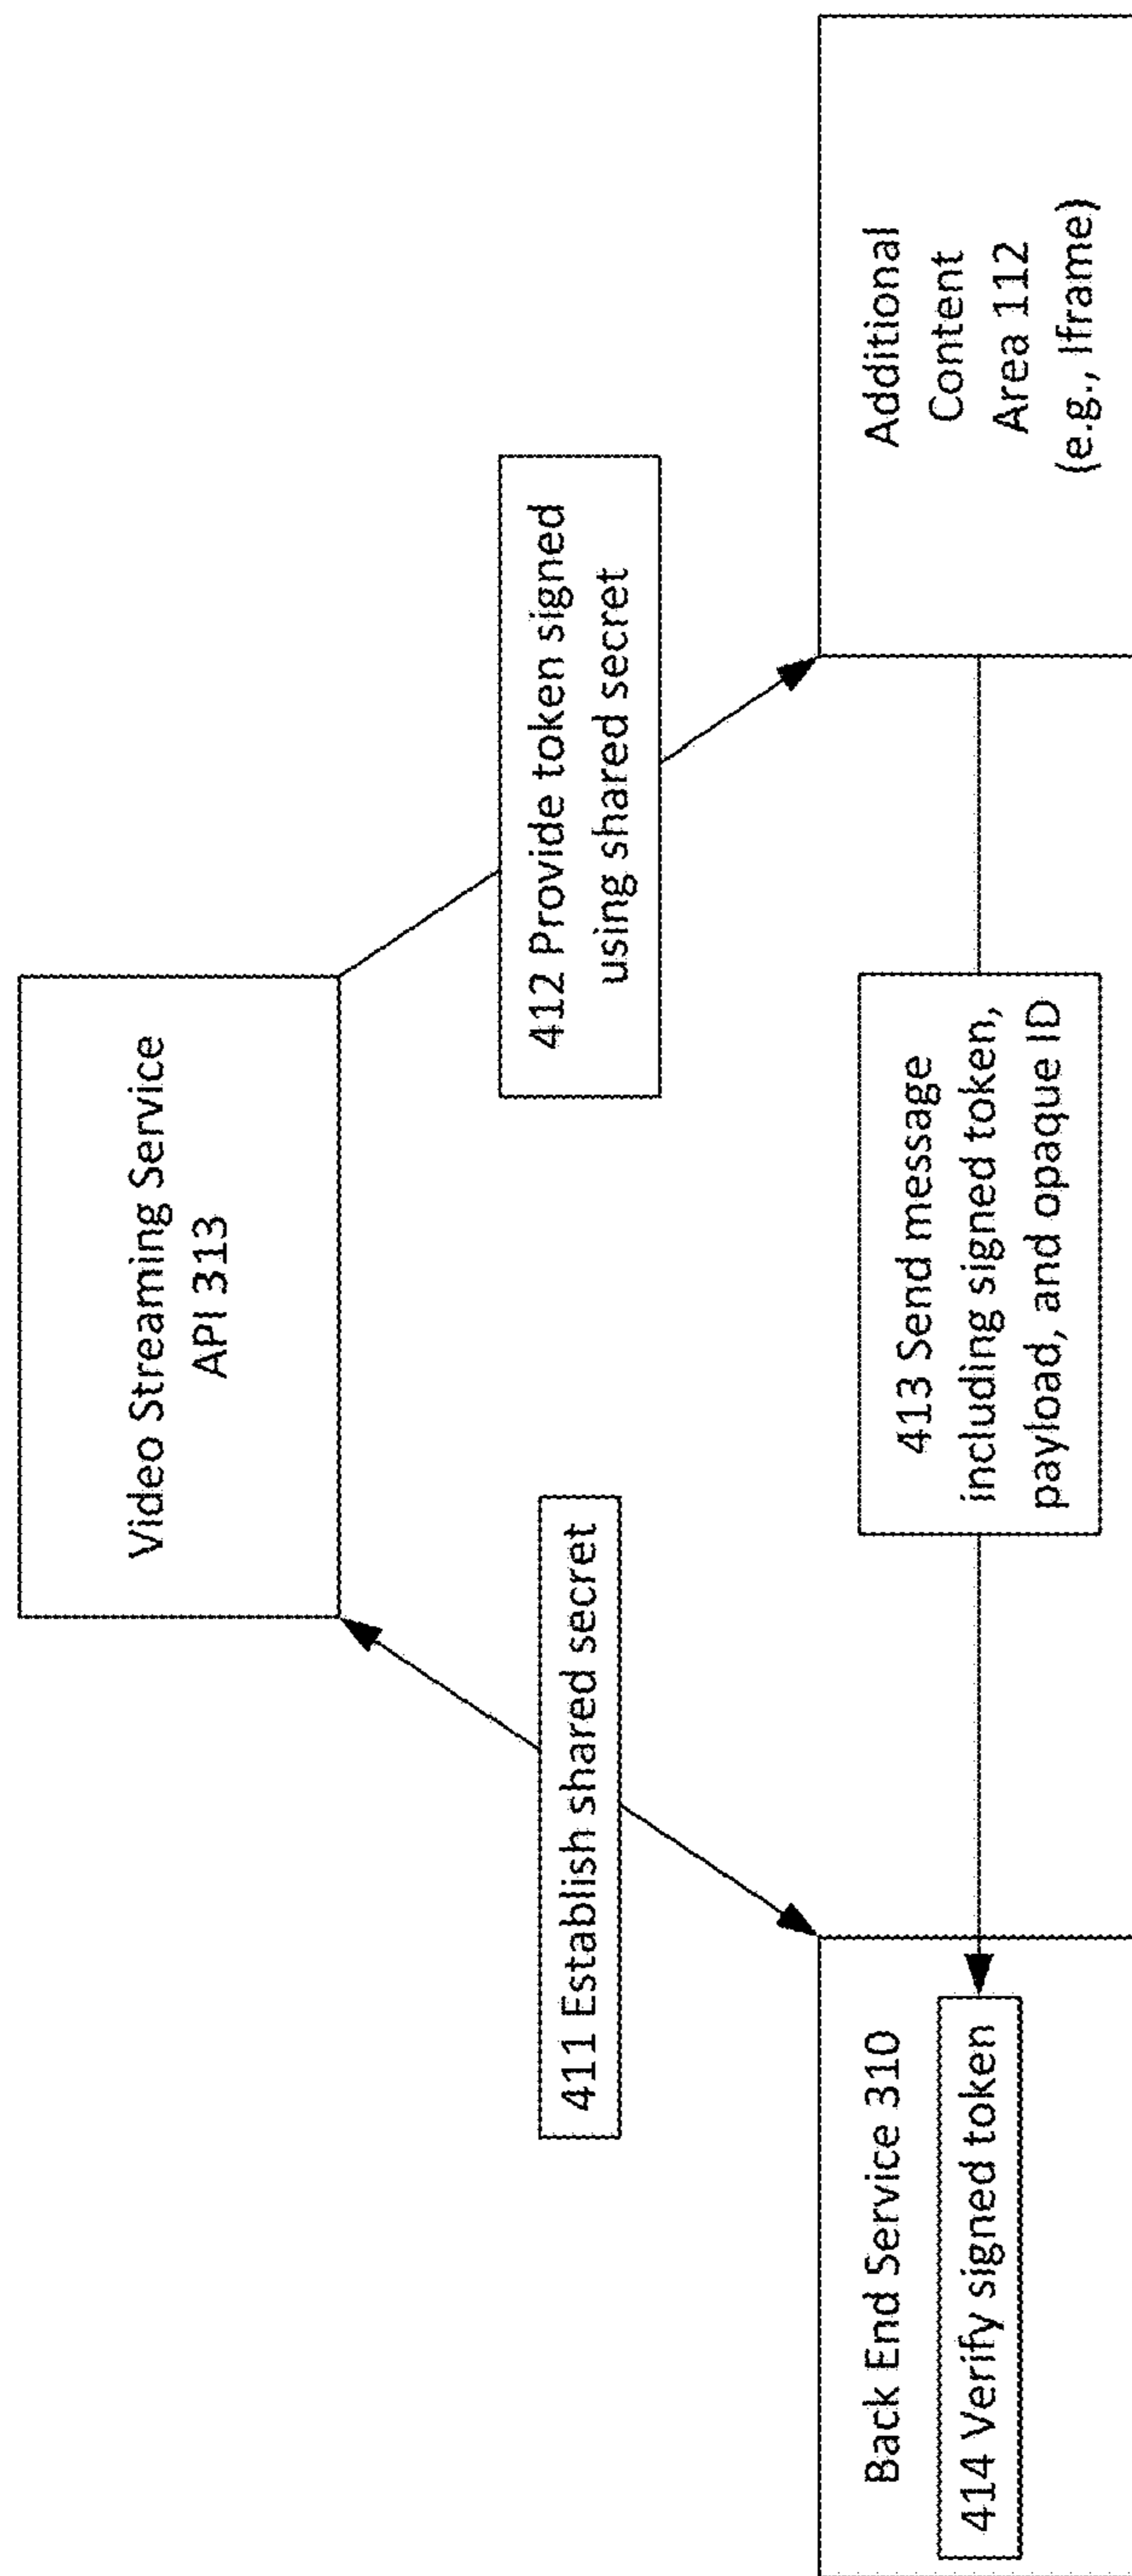 Video Streaming Service
API 313
411 Establish shared secret
412 Provide token signed
using shared secret
Back End Service 310
414 Verify signed token
413 Send message
including signed token,
payload, and opaque ID
Additional
Content
Area 112
(e.g., Iframe)